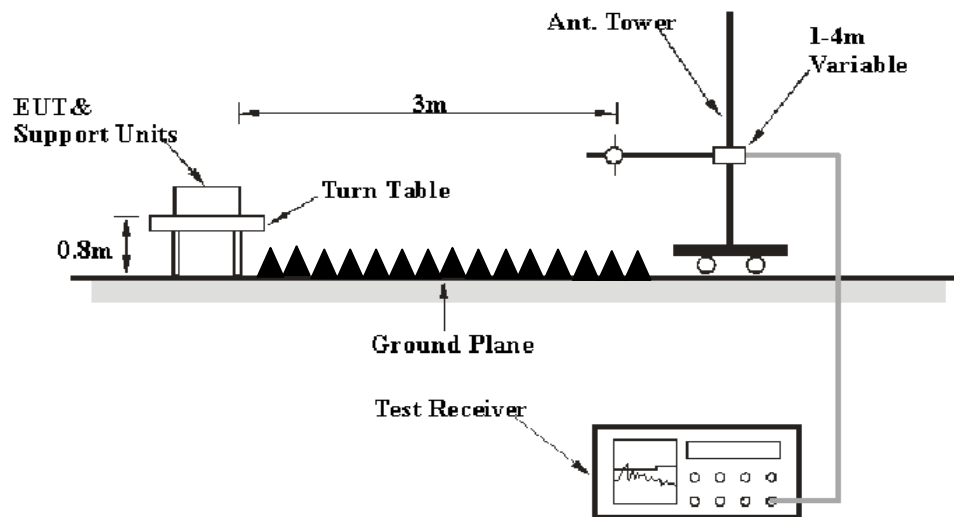 Ant. Tower
1-4m
Variable
3m
EUT&
Support Units
Turn Table
0.8m
Ground Plane
Test Receiver